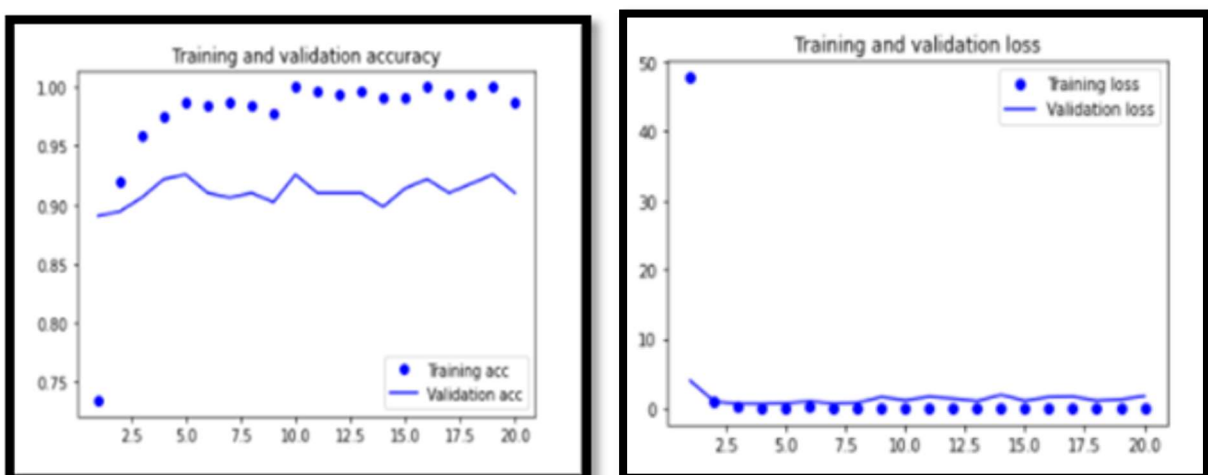 Training and validation accuracy
1.00
0.95
0.90
0.85
0.80
0.75
Training acc
Validation acc
2.5 5.0 7.5 10.0 12.5 15.0 17.5 20.0
Training and validation loss
50
40
30
20
10
0
Training loss
Validation loss
2.5 5.0 7.5 10.0 12.5 15.0 17.5 20.0